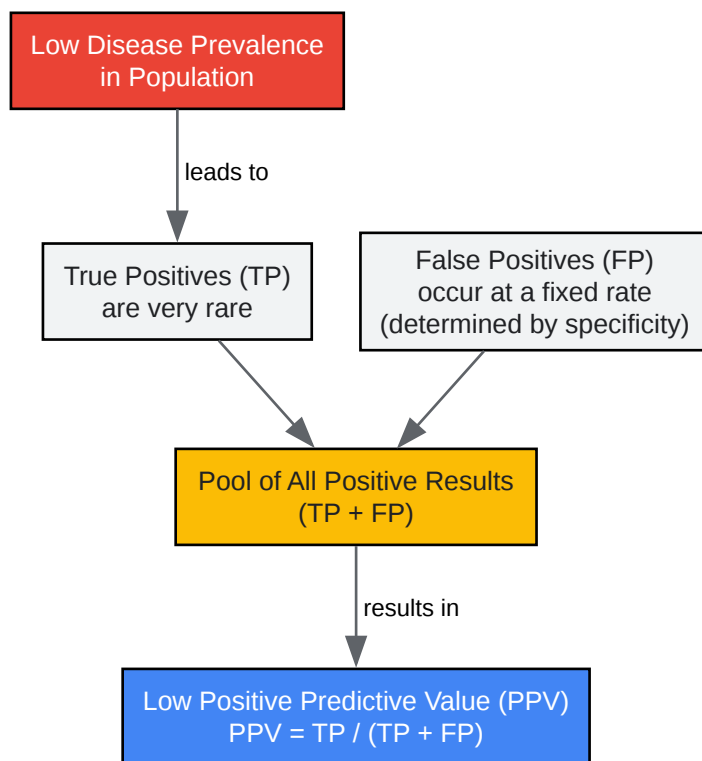 Low Disease Prevalence
in Population
leads to
True Positives (TP)
are very rare
False Positives (FP)
occur at a fixed rate
(determined by specificity)
Pool of All Positive Results
(TP + FP)
results in
Low Positive Predictive Value (PPV)
PPV = TP / (TP + FP)